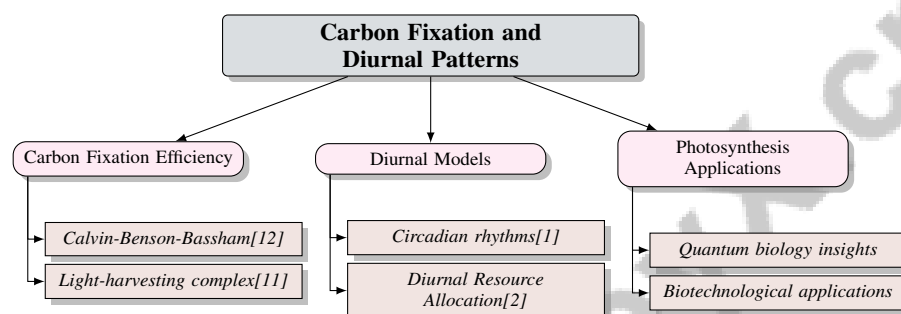 Carbon Fixation and
Diurnal Patterns
Carbon Fixation Efficiency
Diurnal Models
Photosynthesis
Applications
Calvin-Benson-Bassham[12]
Light-harvesting complex[11]
Circadian rhythms[1]
Diurnal Resource
Allocation[2]
Quantum biology insights
Biotechnological applications